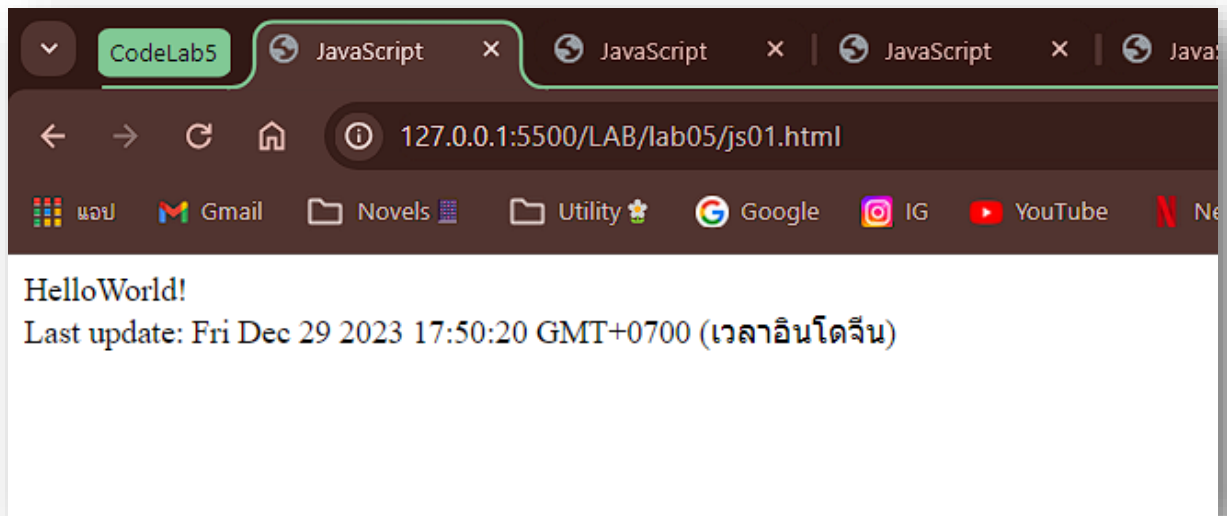 CodeLab5 JavaScript JavaScript JavaScript Java
127.0.0.1:5500/LAB/lab05/js01.html
แอป Gmail Novels Utility Google IG YouTube Ne
HelloWorld!
Last update: Fri Dec 29 2023 17:50:20 GMT+0700 (เวลาอินโดจีน)